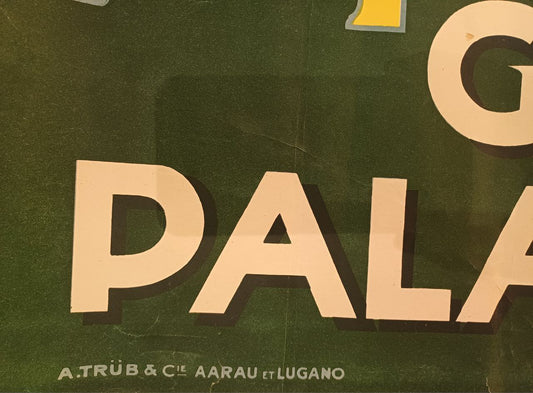 G
PALA
A. TRÜB & CIE AARAU ET LUGANO